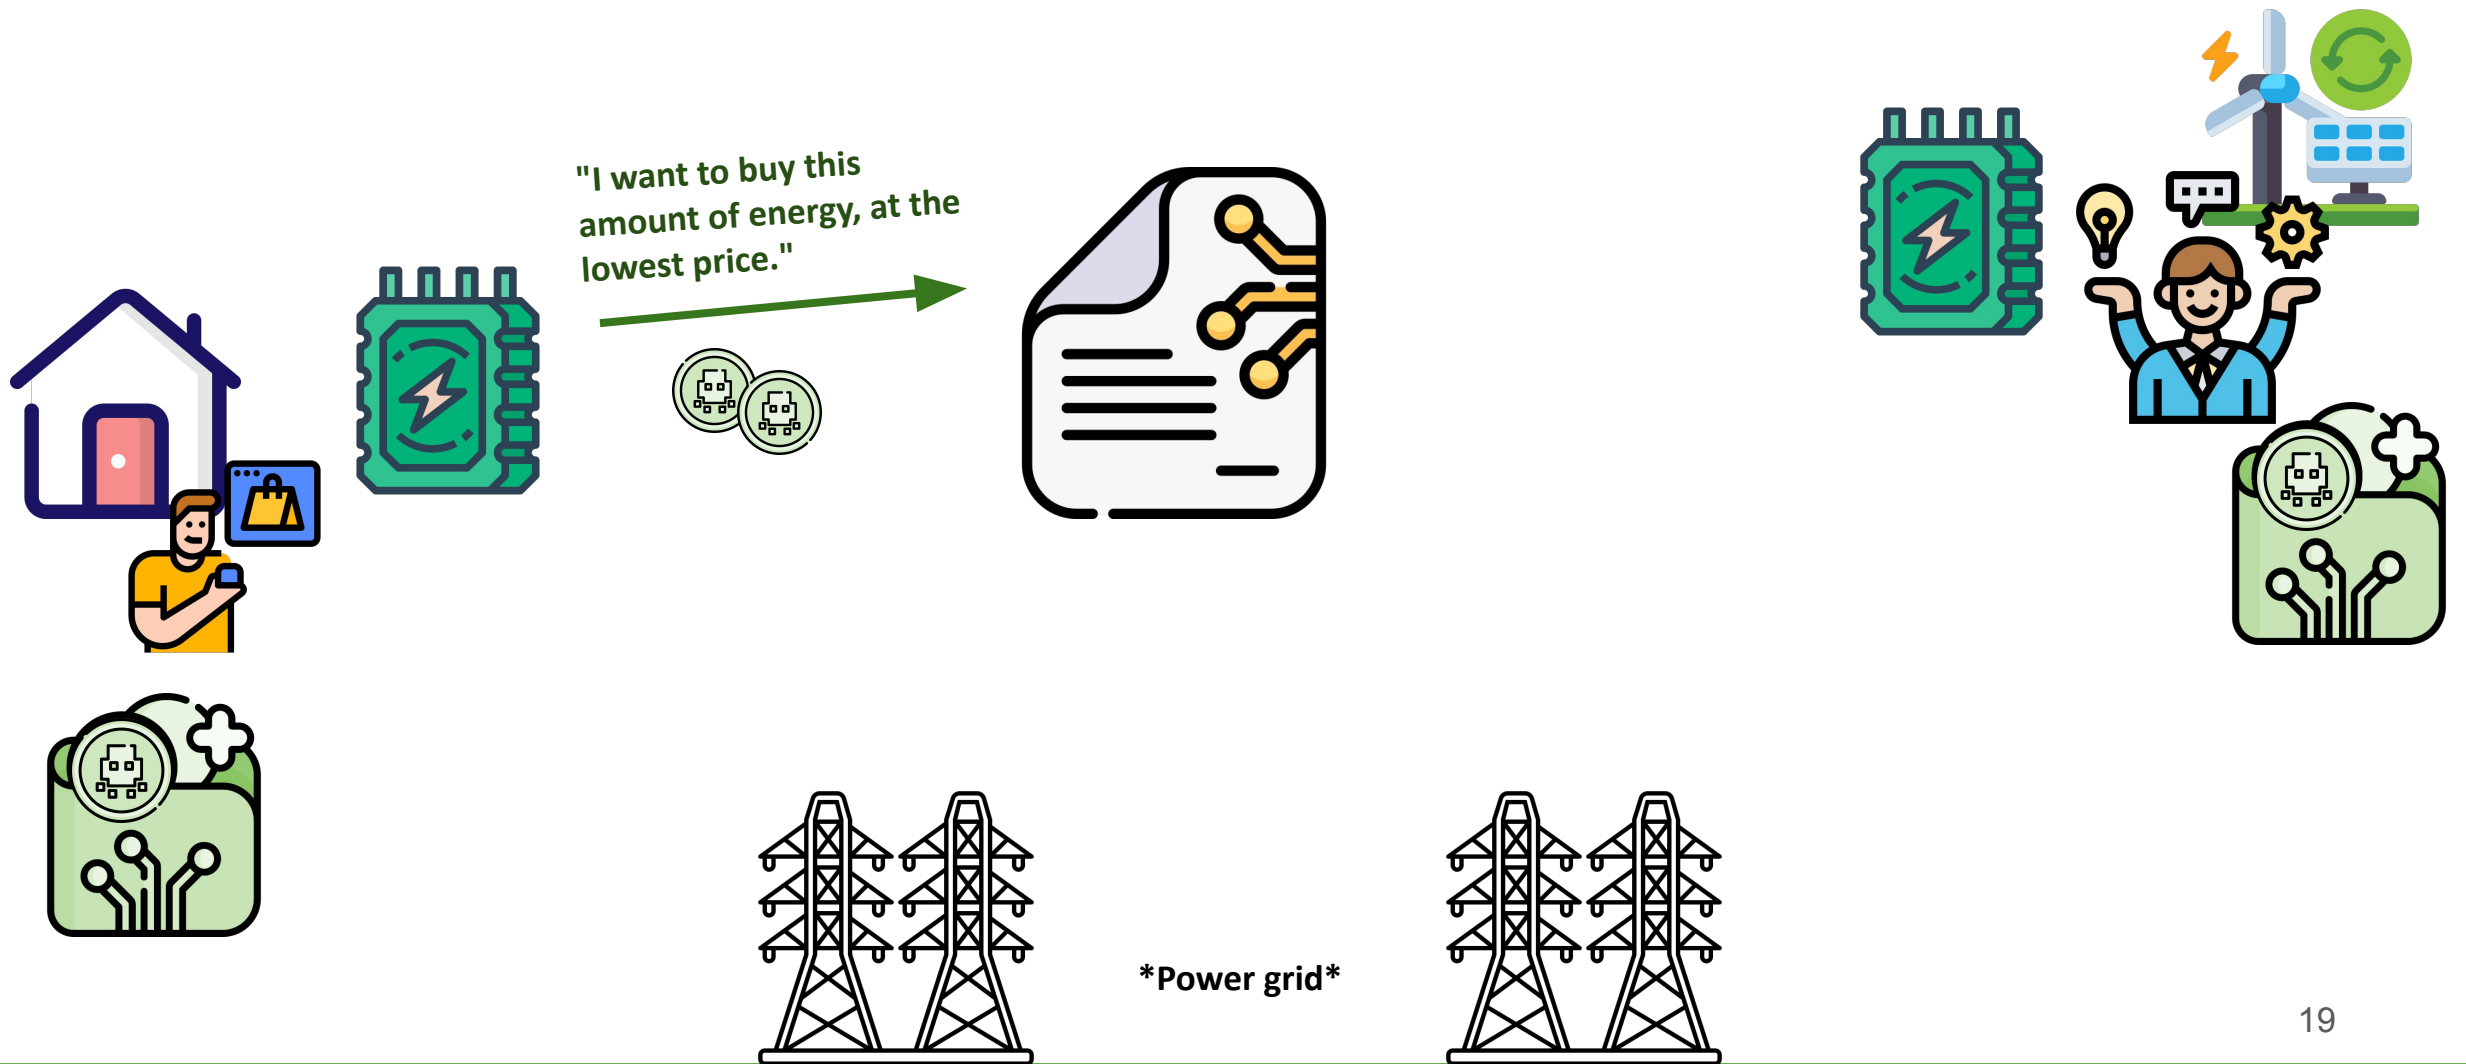 "I want to buy this
amount of energy, at the
lowest price."
*Power grid*
19